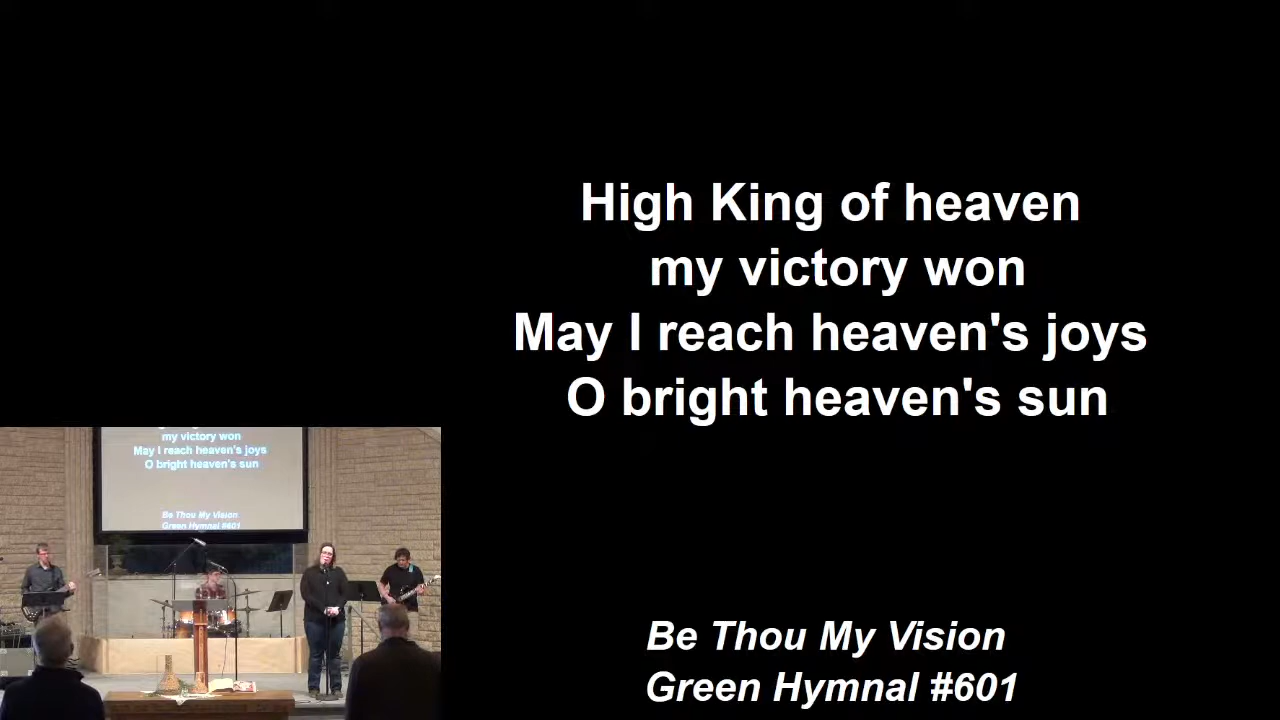 High King of heaven
my victory won
May I reach heaven's joys
O bright heaven's sun
Be Thou My Vision
Green Hymnal #601
my victory won
May I reach heaven's joys
O bright heaven's sun
Be Thou My Vision
Green Hymnal #601